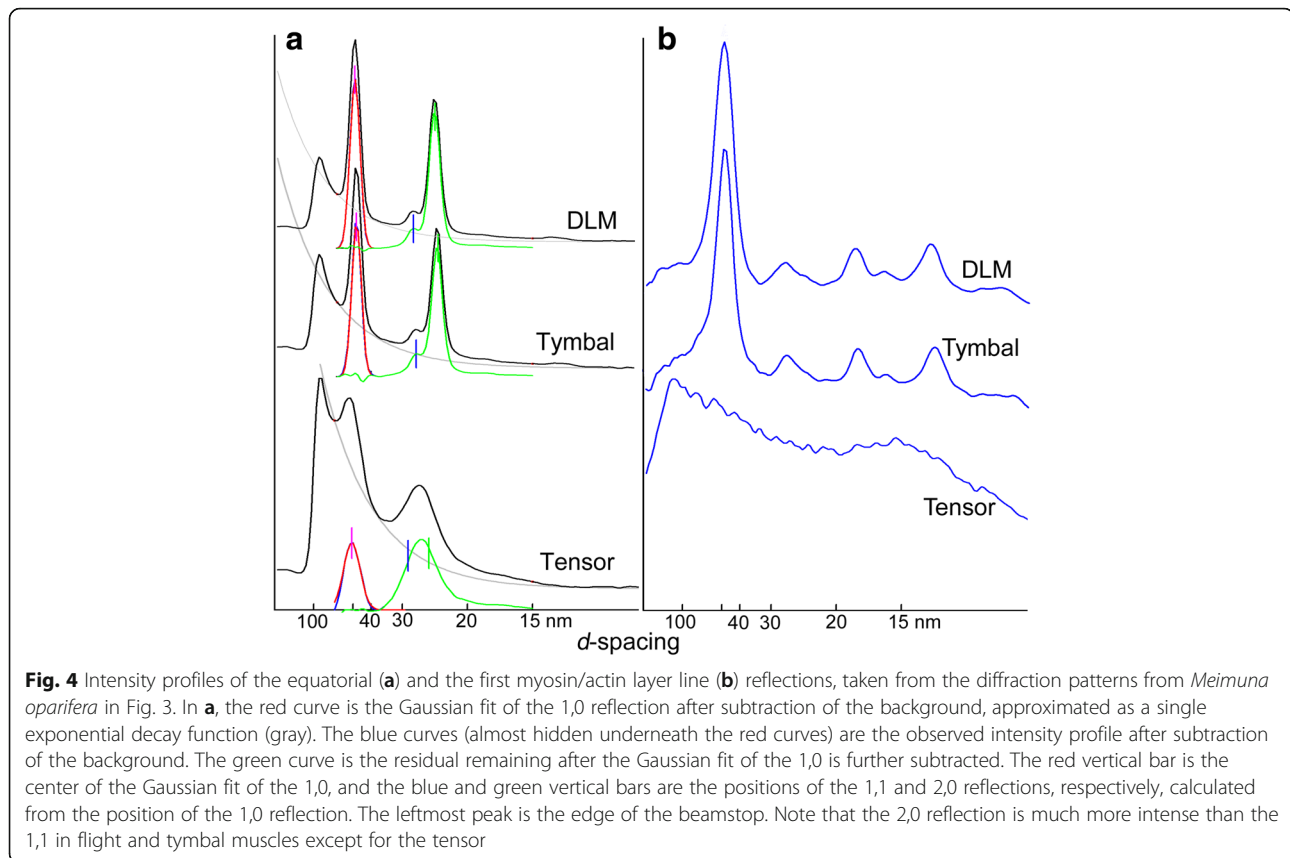 a
b
DLM
Tymbal
Tensor
DLM
Tymbal
Tensor
100 40 30 20 15 nm
100 40 30 15 nm
d-spacing
Fig. 4 Intensity profiles of the equatorial (a) and the first myosin/actin layer line (b) reflections, taken from the diffraction patterns from Meimuna
oparifera in Fig. 3. In a, the red curve is the Gaussian fit of the 1,0 reflection after subtraction of the background, approximated as a single
exponential decay function (gray). The blue curves (almost hidden underneath the red curves) are the observed intensity profile after subtraction
of the background. The green curve is the residual remaining after the Gaussian fit of the 1,0 is further subtracted. The red vertical bar is the
center of the Gaussian fit of the 1,0, and the blue and green vertical bars are the positions of the 1,1 and 2,0 reflections, respectively, calculated
from the position of the 1,0 reflection. The leftmost peak is the edge of the beamstop. Note that the 2,0 reflection is much more intense than the
1,1 in flight and tymbal muscles except for the tensor